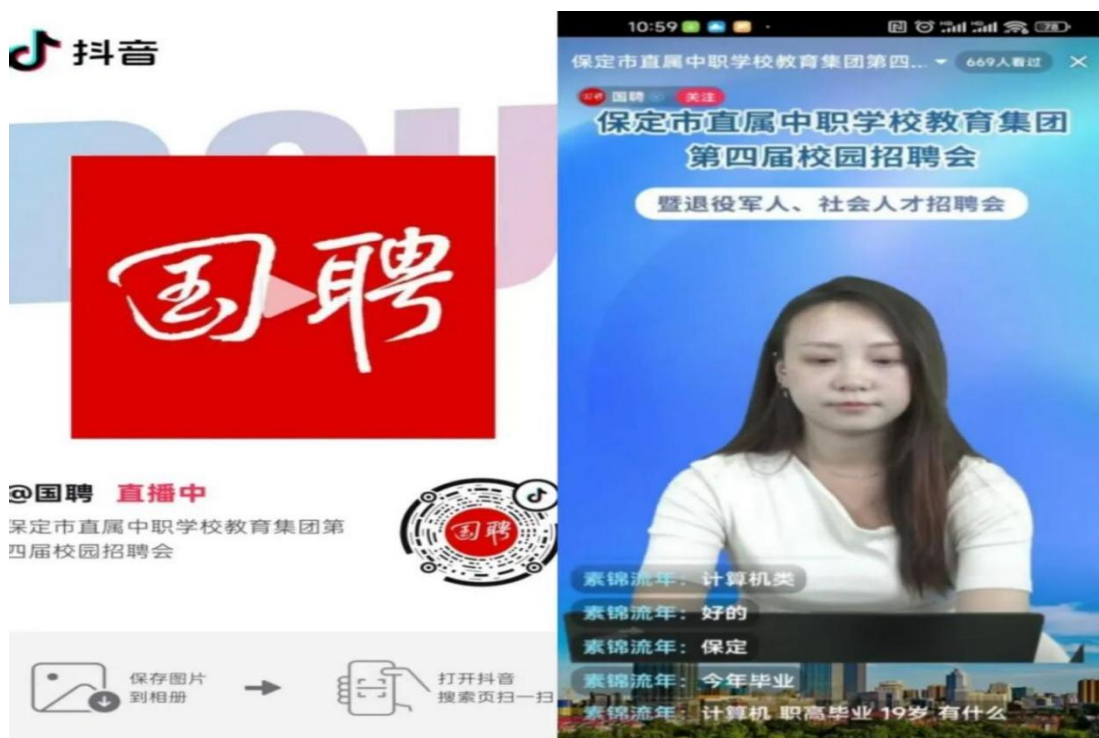 抖音
国聘
@国聘 直播中
保定市直属中职学校教育集团第
四届校园招聘会
国聘
保存图片
到相册
打开抖音
搜索页扫一扫
10:59
78
保定市直属中职学校教育集团第四...
669人看过
国聘
国聘
关注
保定市直属中职学校教育集团
第四届校园招聘会
暨退役军人、社会人才招聘会
素锦流年：计算机类
素锦流年：好的
素锦流年：保定
素锦流年：今年毕业
素锦流年：计算机 职高毕业 19岁 有什么